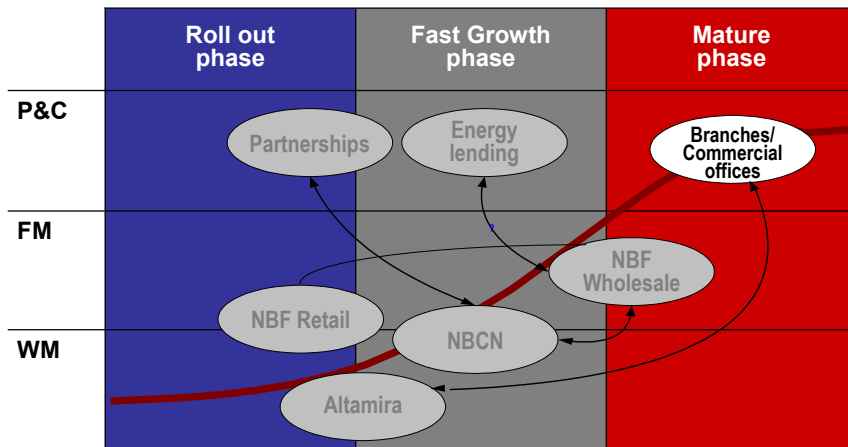 Roll out
phase
Fast Growth
phase
Mature
phase
P&C
Partnerships
Energy
lending
Branches/
Commercial
offices
FM
?
NBF
Wholesale
NBF Retail
WM
NBCN
Altamira